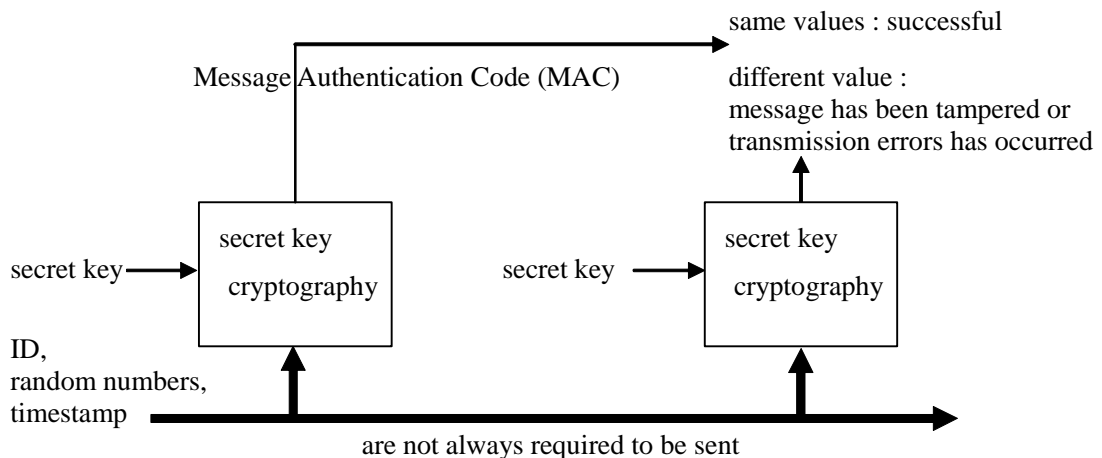 same values : successful
Message Authentication Code (MAC)
different value :
message has been tampered or
transmission errors has occurred
secret key
cryptography
secret key
secret key
cryptography
secret key
ID,
random numbers,
timestamp
are not always required to be sent